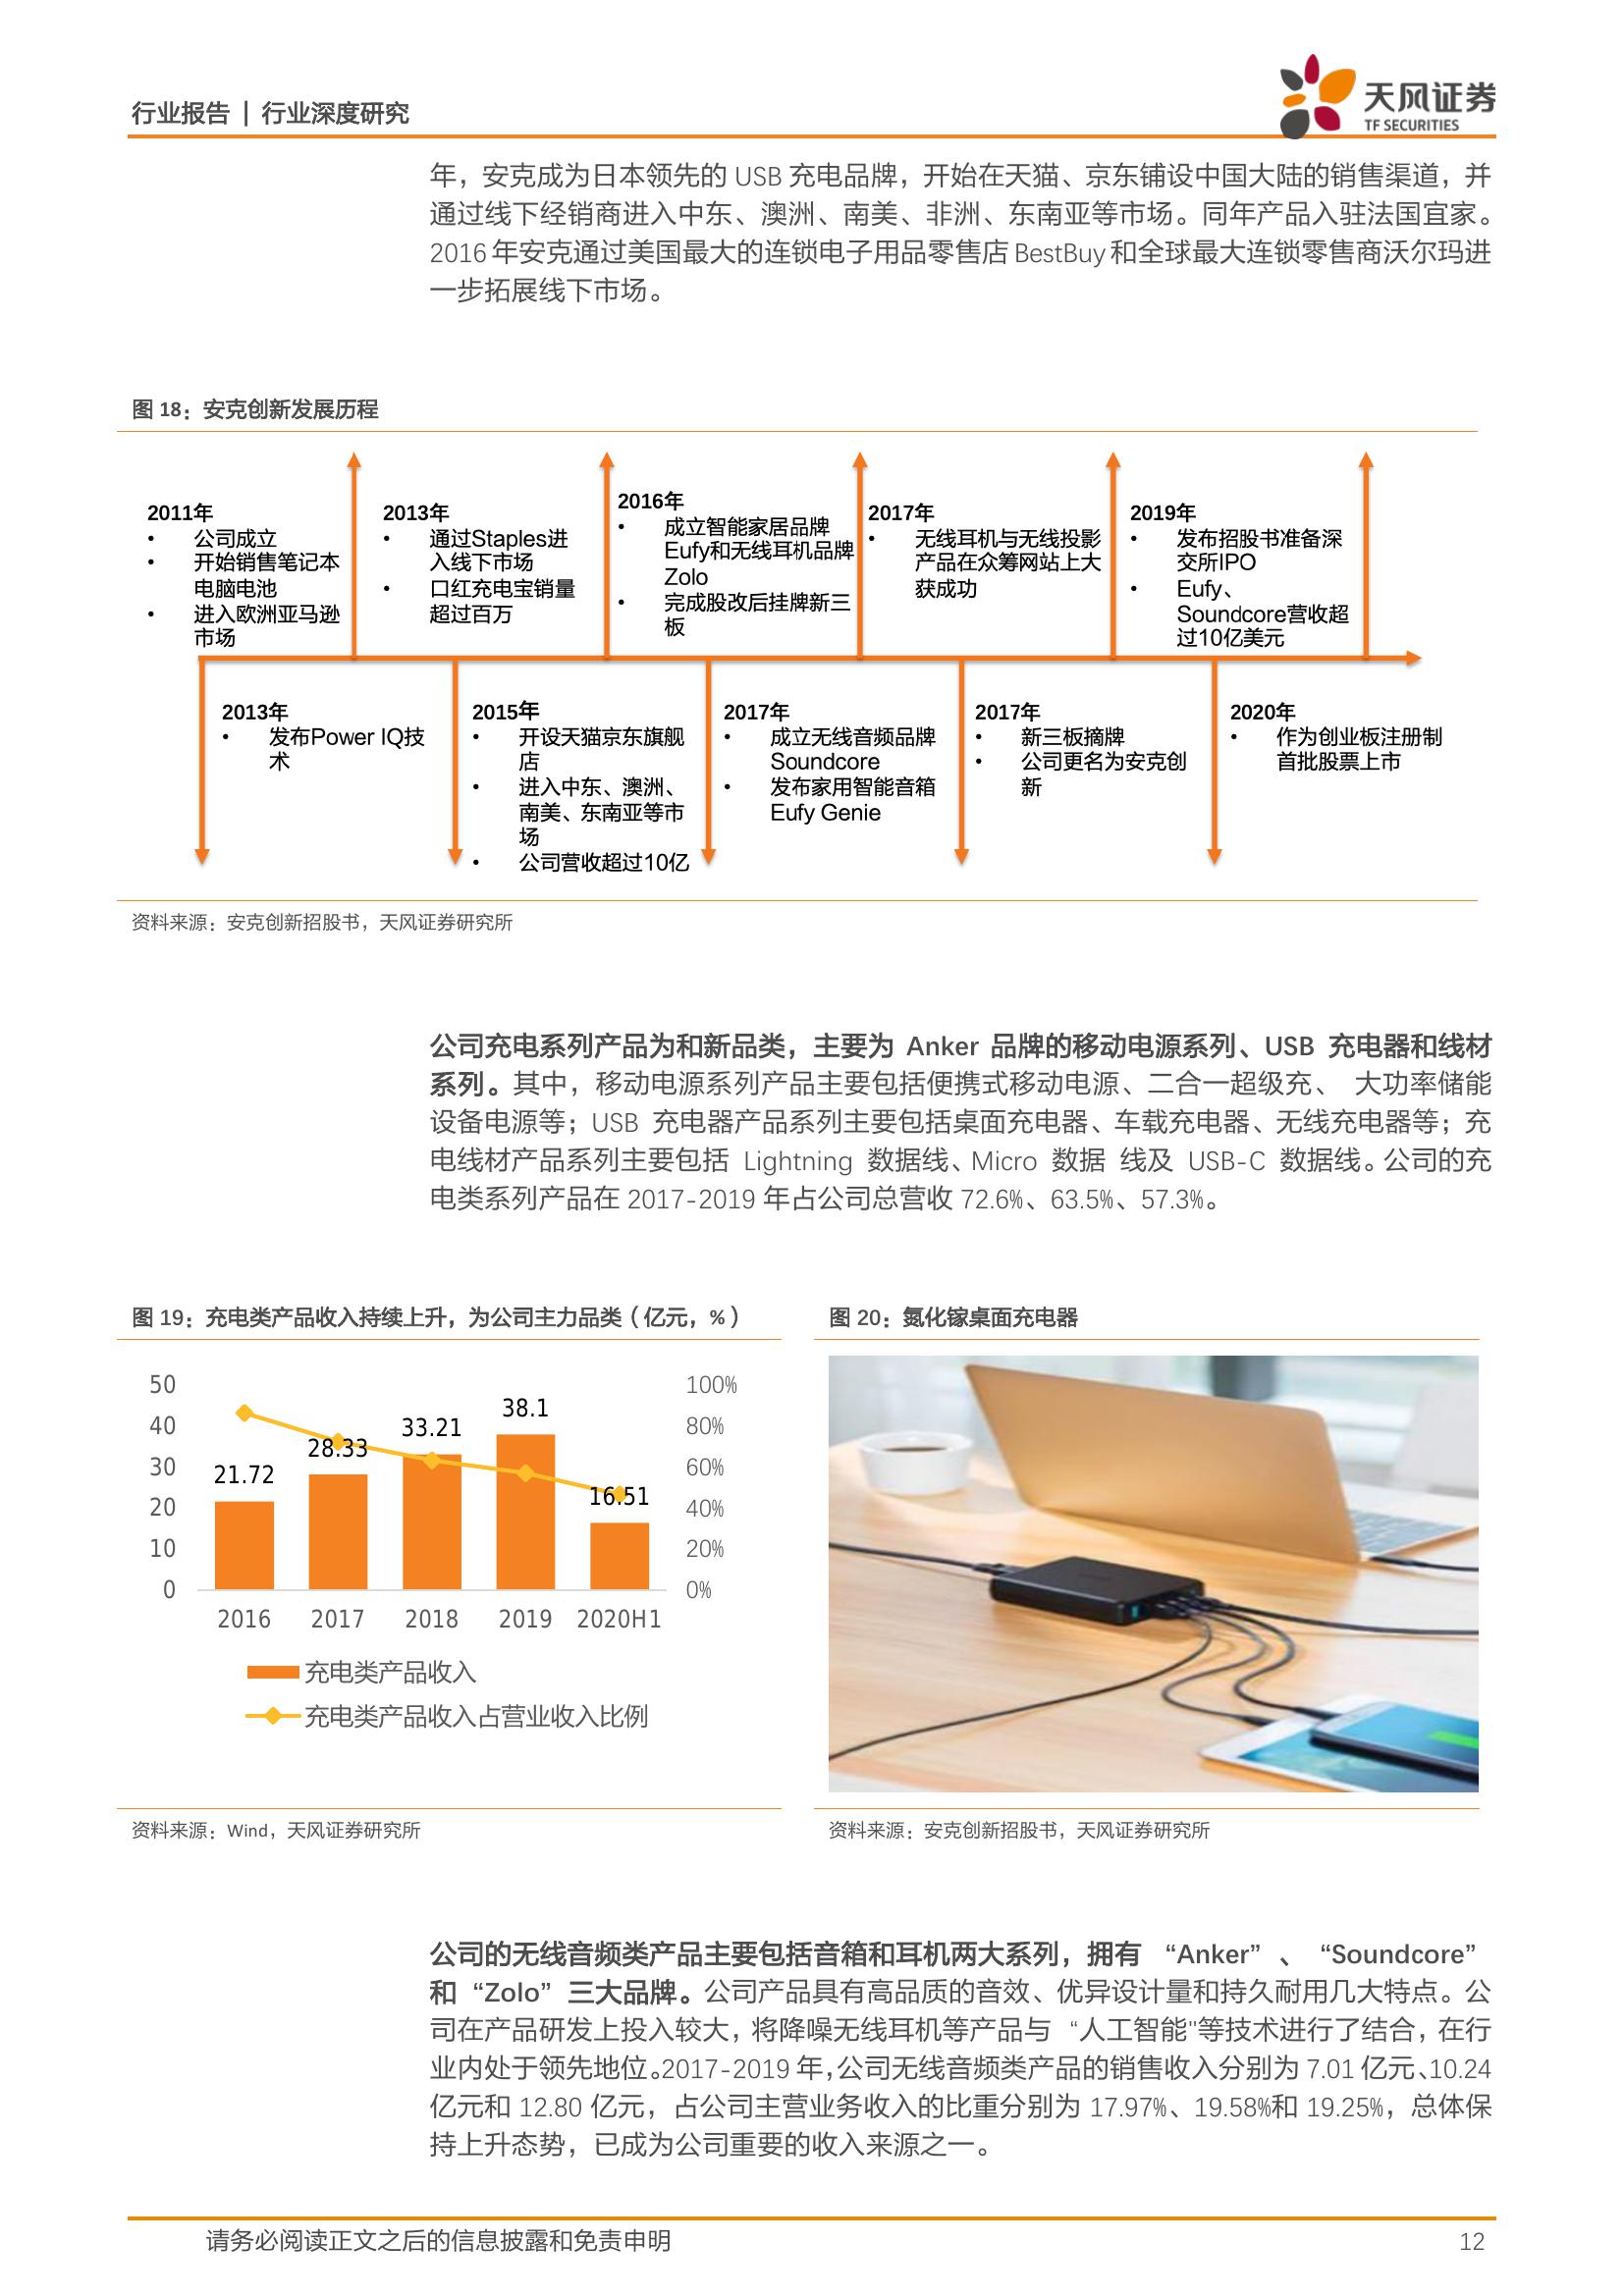 行业报告 | 行业深度研究
天风证券
TF SECURITIES
年，安克成为日本领先的 USB 充电品牌，开始在天猫、京东铺设中国大陆的销售渠道，并
通过线下经销商进入中东、澳洲、南美、非洲、东南亚等市场。同年产品入驻法国宜家。
2016 年安克通过美国最大的连锁电子用品零售店 BestBuy 和全球最大连锁零售商沃尔玛进
一步拓展线下市场。
图 18：安克创新发展历程
2011年
• 公司成立
• 开始销售笔记本
电脑电池
• 进入欧洲亚马逊
市场
2013年
• 通过Staples进
入线下市场
• 口红充电宝销量
超过百万
2016年
• 成立智能家居品牌
Eufy和无线耳机品牌
Zolo
• 完成股改后挂牌新三
板
2017年
• 无线耳机与无线投影
产品在众筹网站上大
获成功
2019年
• 发布招股书准备深
交所IPO
• Eufy、
Soundcore营收超
过10亿美元
2013年
• 发布Power IQ技
术
2015年
• 开设天猫京东旗舰
店
• 进入中东、澳洲、
南美、东南亚等市
场
• 公司营收超过10亿
2017年
• 成立无线音频品牌
Soundcore
• 发布家用智能音箱
Eufy Genie
2017年
• 新三板摘牌
• 公司更名为安克创
新
2020年
• 作为创业板注册制
首批股票上市
资料来源：安克创新招股书，天风证券研究所
公司充电系列产品为和新品类，主要为 Anker 品牌的移动电源系列、USB 充电器和线材
系列。其中，移动电源系列产品主要包括便携式移动电源、二合一超级充、 大功率储能
设备电源等；USB 充电器产品系列主要包括桌面充电器、车载充电器、无线充电器等；充
电线材产品系列主要包括 Lightning 数据线、Micro 数据 线及 USB-C 数据线。公司的充
电类系列产品在 2017-2019 年占公司总营收 72.6%、63.5%、57.3%。
图 19：充电类产品收入持续上升，为公司主力品类（亿元，%）
50
40
30
20
10
0
100%
80%
60%
40%
20%
0%
21.72
28.33
33.21
38.1
16.51
2016 2017 2018 2019 2020H1
充电类产品收入
充电类产品收入占营业收入比例
资料来源：Wind，天风证券研究所
图 20：氮化镓桌面充电器
资料来源：安克创新招股书，天风证券研究所
公司的无线音频类产品主要包括音箱和耳机两大系列，拥有 “Anker” 、 “Soundcore”
和 “Zolo” 三大品牌。公司产品具有高品质的音效、优异设计量和持久耐用几大特点。公
司在产品研发上投入较大，将降噪无线耳机等产品与 “人工智能"等技术进行了结合，在行
业内处于领先地位。2017-2019 年，公司无线音频类产品的销售收入分别为 7.01 亿元、10.24
亿元和 12.80 亿元，占公司主营业务收入的比重分别为 17.97%、19.58%和 19.25%，总体保
持上升态势，已成为公司重要的收入来源之一。
请务必阅读正文之后的信息披露和免责申明
12